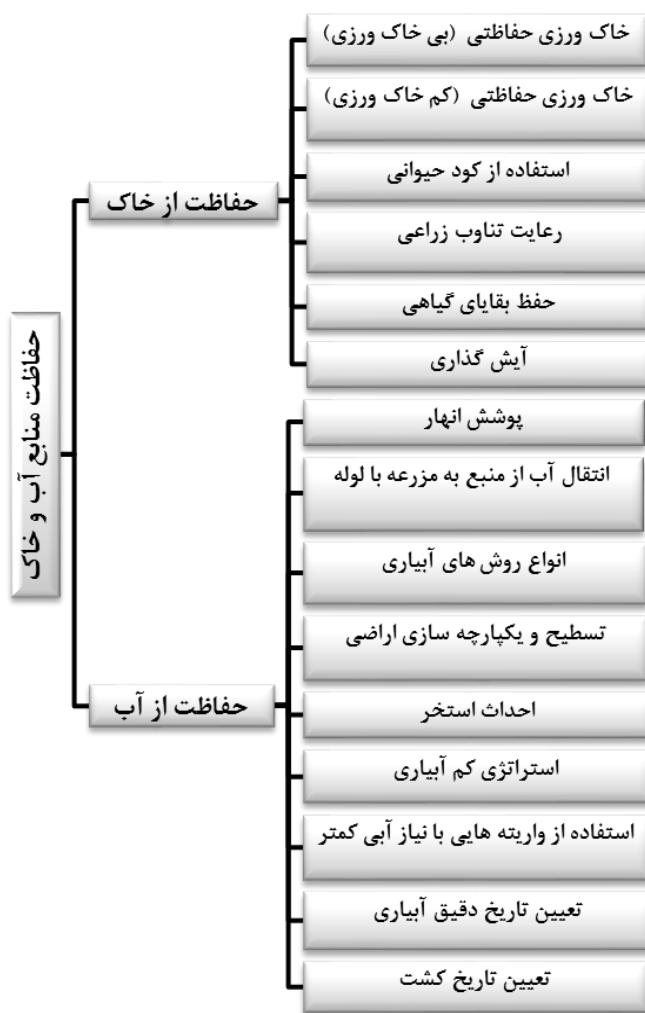 حفاظت منابع آب و خاک
حفاظت از خاک
خاک ورزی حفاظتی (بی خاک ورزی)
خاک ورزی حفاظتی (کم خاک ورزی)
استفاده از کود حیوانی
رعایت تناوب زراعی
حفظ بقایای گیاهی
آیش گذاری
حفاظت از آب
پوشش انهار
انتقال آب از منبع به مزرعه با لوله
انواع روش های آبیاری
تسطیح و یکپارچه سازی اراضی
احداث استخر
استراتژی کم آبیاری
استفاده از واریته هایی با نیاز آبی کمتر
تعیین تاریخ دقیق آبیاری
تعیین تاریخ کشت